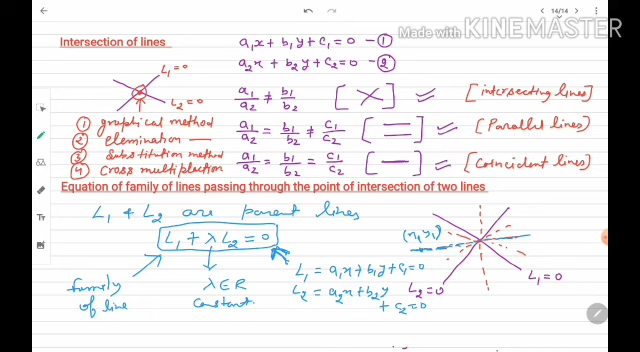 14/14
Made with KINEMASTER
Intersection of lines
a₁x + b₁y + c₁ = 0 — ①
a₂x + b₂y + c₂ = 0 — ②
L₁ = 0
L₂ = 0
a₁/a₂ ≠ b₁/b₂ [intersecting lines]
① graphical method
② elemination —
③ substitution method
④ cross multiplection
a₁/a₂ = b₁/b₂ ≠ c₁/c₂ [Parallel lines]
a₁/a₂ = b₁/b₂ = c₁/c₂ [Coincident lines]
Equation of family of lines passing through the point of intersection of two lines
L₁ & L₂ are parent lines
L₁ + λ L₂ = 0
family of line
λ ∈ R
Constant
L₁ = a₁x + b₁y + c₁ = 0
L₂ = a₂x + b₂y
+ c₂ = 0
(x₁, y₁)
L₁ = 0
L₂ = 0